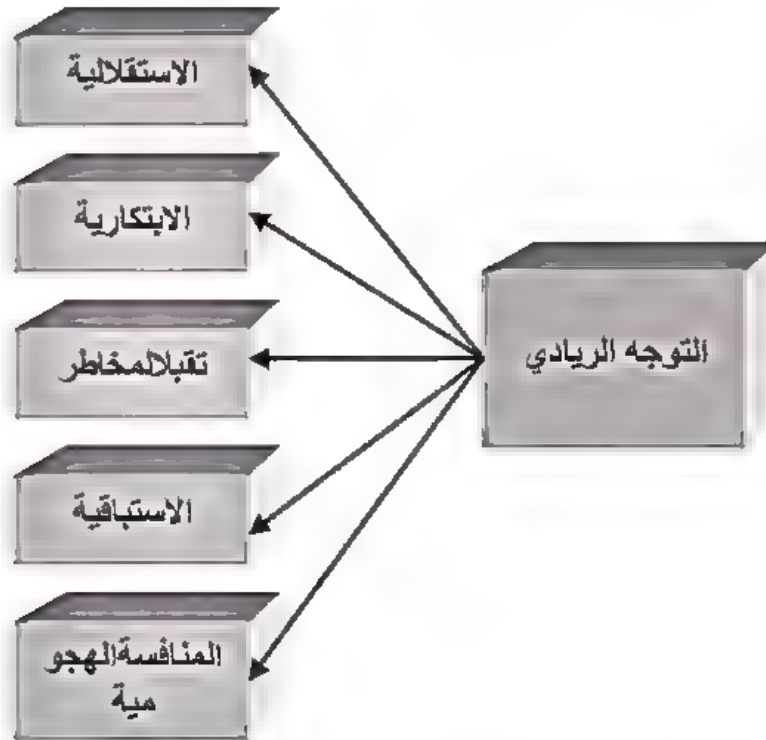 الاستقلالية
الابتكارية
تقبلالمخاطر
التوجه الريادي
الاستباقية
المنافسةالهجو
مية